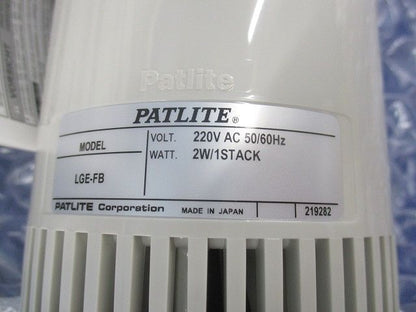 Patlite
PATLITE®
MODEL
LGE-FB
VOLT. 220V AC 50/60Hz
WATT. 2W/1STACK
PATLITE Corporation MADE IN JAPAN 219282